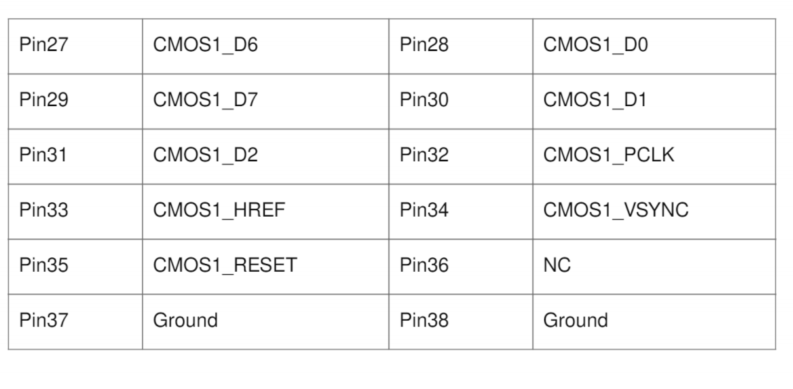 Pin27 CMOS1_D6 Pin28 CMOS1_D0
Pin29 CMOS1_D7 Pin30 CMOS1_D1
Pin31 CMOS1_D2 Pin32 CMOS1_PCLK
Pin33 CMOS1_HREF Pin34 CMOS1_VSYNC
Pin35 CMOS1_RESET Pin36 NC
Pin37 Ground Pin38 Ground